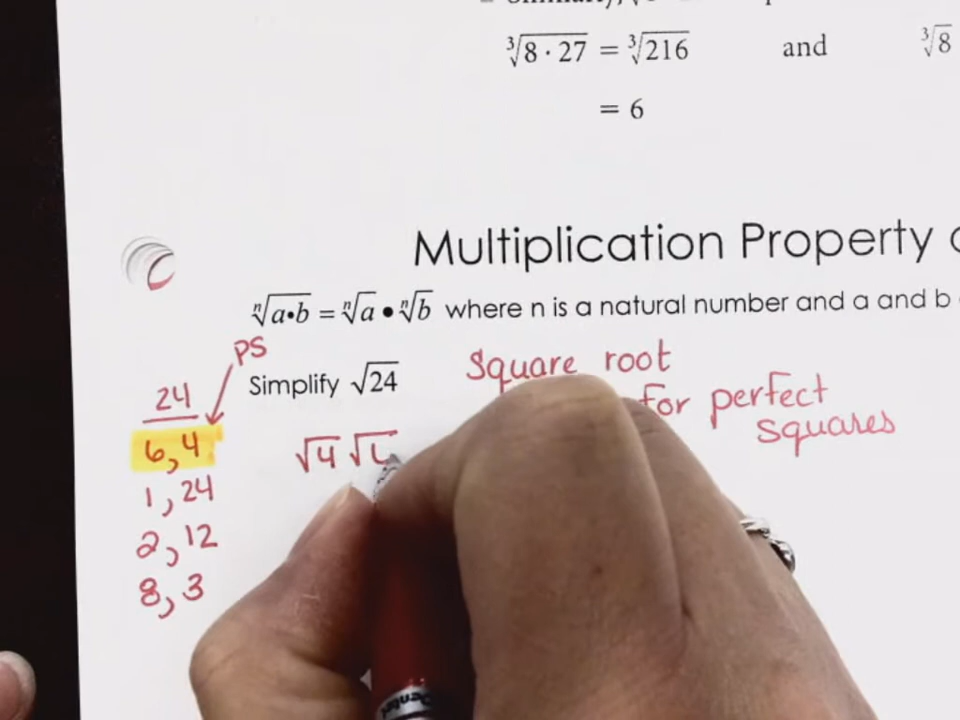 ∛8 · 27 = ∛216 and ∛8
= 6
Multiplication Property
ⁿ√a•b = ⁿ√a • ⁿ√b where n is a natural number and a and b
PS
Simplify √24
Square root
for perfect
squares
24
6, 4
1, 24
2, 12
8, 3
√4 √
Pentel